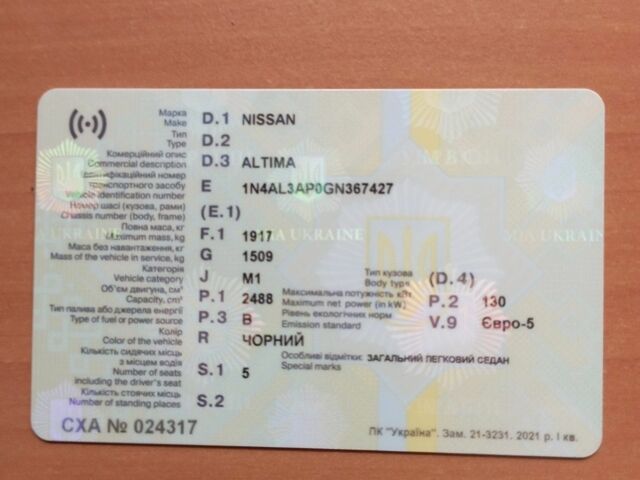 Марка D.1 NISSAN
Make
Тип D.2
Type
Комерційний опис D.3 ALTIMA
Commercial description
Ідентифікаційний номер
транспортного засобу E 1N4AL3AP0GN367427
Vehicle identification number
Номер шасі (кузова, рами) (E.1)
Chassis number (body, frame)
Повна маса, кг F.1 1917
Maximum mass, kg
Маса без навантаження, кг G 1509
Mass of the vehicle in service, kg
Категорія J M1 Тип кузова (D.4)
Vehicle category Body type
Об'єм двигуна, см³ P.1 2488 Максимальна потужність кВт P.2 130
Capacity, cm³ Maximum net power (in kW)
Тип палива або джерела енергії P.3 B Рівень екологічних норм V.9 Євро-5
Type of fuel or power source Emission standard
Колір R ЧОРНИЙ
Color of the vehicle
Кількість сидячих місць Особливі відмітки: ЗАГАЛЬНИЙ ЛЕГКОВИЙ СЕДАН
з місцем водія S.1 5 Special marks
Number of seats
including the driver's seat
Кількість стоячих місць S.2
Number of standing places
СХА № 024317 ПК "Україна". Зам. 21-3231. 2021 р. І кв.